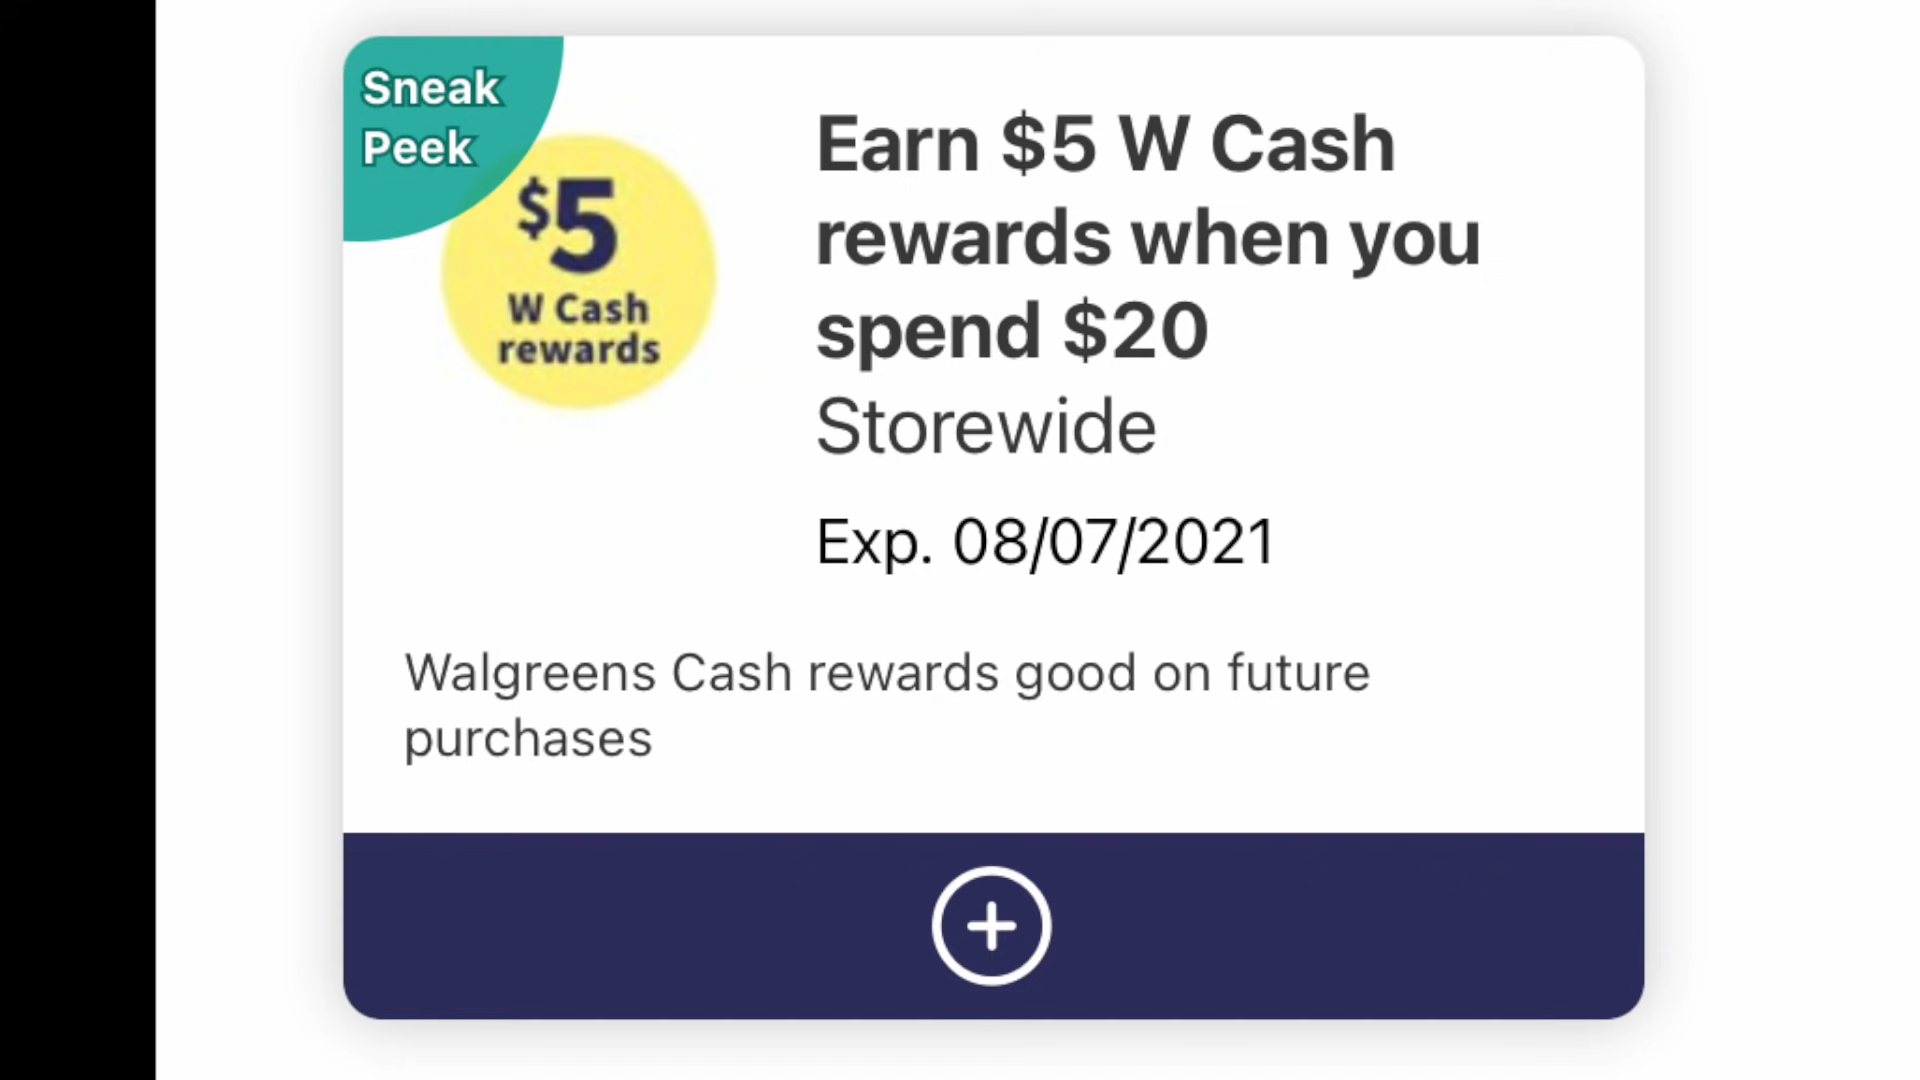 Sneak
Peek
$5
W Cash
rewards
Earn $5 W Cash
rewards when you
spend $20
Storewide
Exp. 08/07/2021
Walgreens Cash rewards good on future
purchases